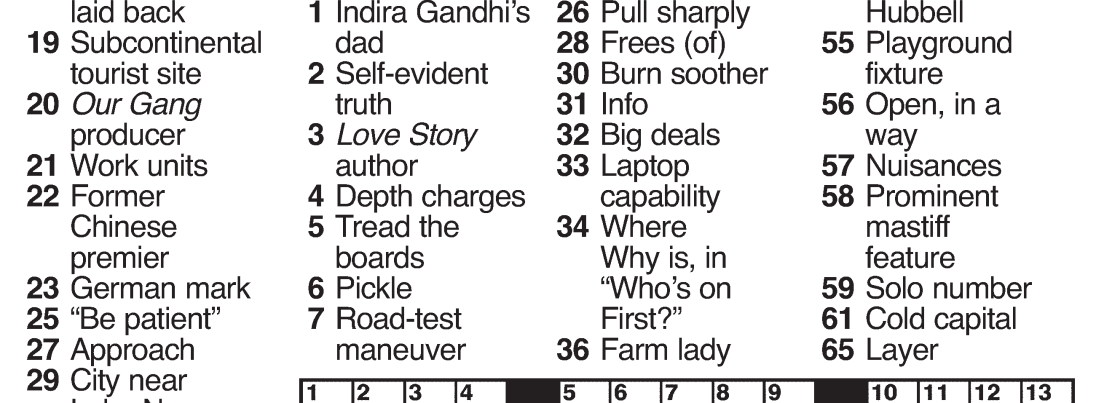 laid back
19 Subcontinental
tourist site
20 Our Gang
producer
21 Work units
22 Former
Chinese
premier
23 German mark
25 “Be patient”
27 Approach
29 City near
1 Indira Gandhi’s
dad
2 Self-evident
truth
3 Love Story
author
4 Depth charges
5 Tread the
boards
6 Pickle
7 Road-test
maneuver
26 Pull sharply
28 Frees (of)
30 Burn soother
31 Info
32 Big deals
33 Laptop
capability
34 Where
Why is, in
“Who’s on
First?”
36 Farm lady
Hubbell
55 Playground
fixture
56 Open, in a
way
57 Nuisances
58 Prominent
mastiff
feature
59 Solo number
61 Cold capital
65 Layer
1 2 3 4 5 6 7 8 9 10 11 12 13